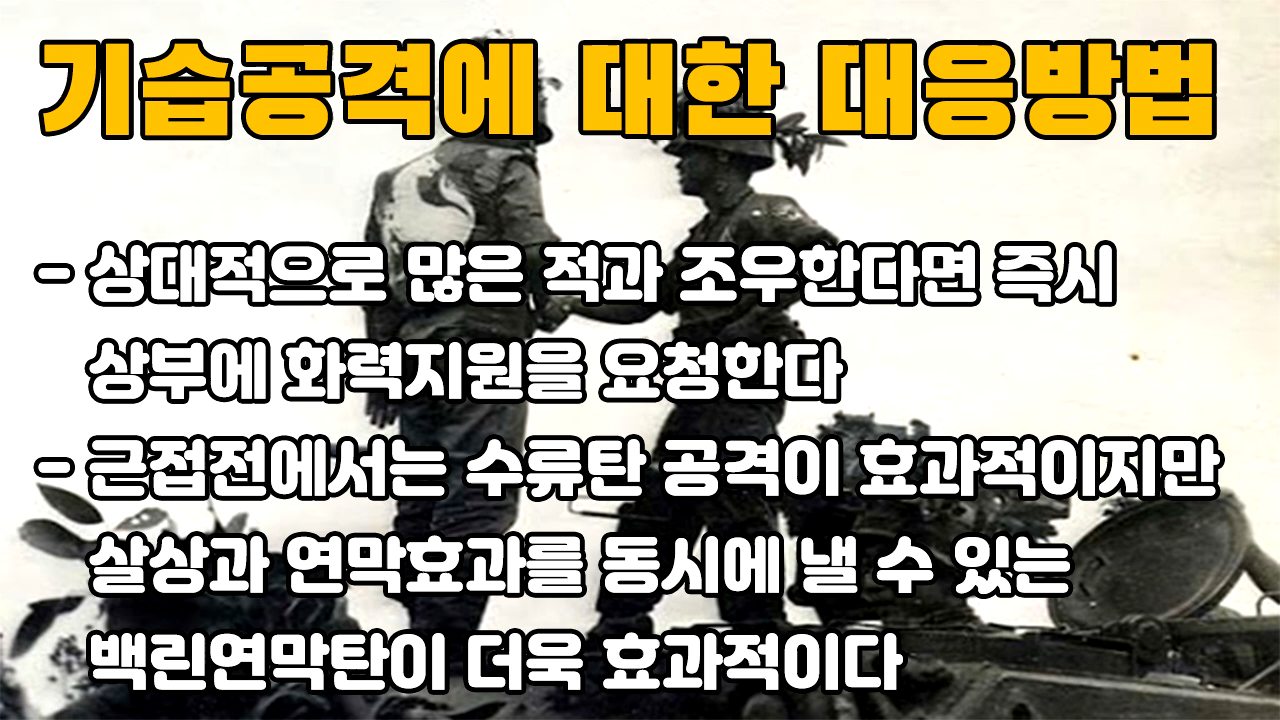 기습공격에 대한 대응방법
- 상대적으로 많은 적과 조우한다면 즉시
상부에 화력지원을 요청한다
- 근접전에서는 수류탄 공격이 효과적이지만
살상과 연막효과를 동시에 낼 수 있는
백린연막탄이 더욱 효과적이다